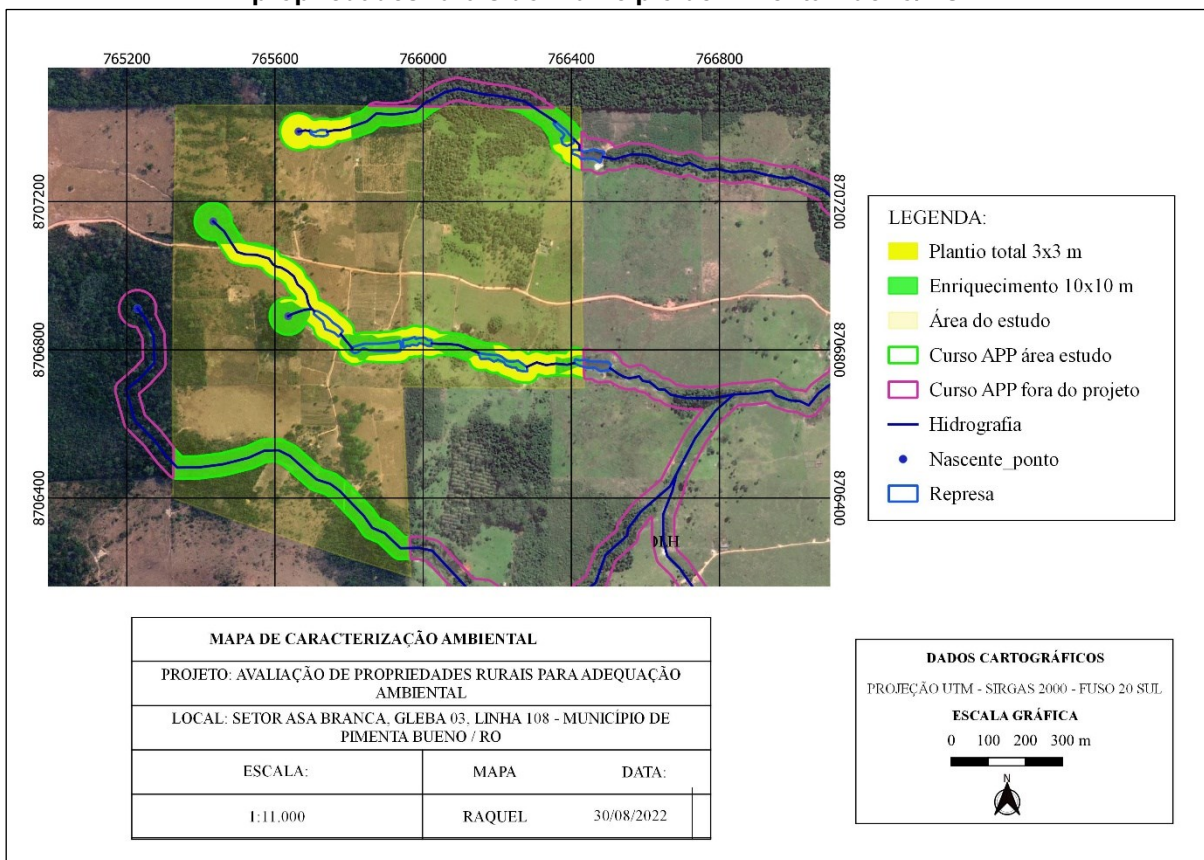 765200 765600 766000 766400 766800
8707200 8707200
8706800 8706800
8706400 8706400
LEGENDA:
Plantio total 3x3 m
Enriquecimento 10x10 m
Área do estudo
Curso APP área estudo
Curso APP fora do projeto
Hidrografia
Nascente_ponto
Represa
MAPA DE CARACTERIZAÇÃO AMBIENTAL
PROJETO: AVALIAÇÃO DE PROPRIEDADES RURAIS PARA ADEQUAÇÃO
AMBIENTAL
LOCAL: SETOR ASA BRANCA, GLEBA 03, LINHA 108 - MUNICÍPIO DE
PIMENTA BUENO / RO
ESCALA: MAPA DATA:
1:11.000 RAQUEL 30/08/2022
DADOS CARTOGRÁFICOS
PROJEÇÃO UTM - SIRGAS 2000 - FUSO 20 SUL
ESCALA GRÁFICA
0 100 200 300 m
N